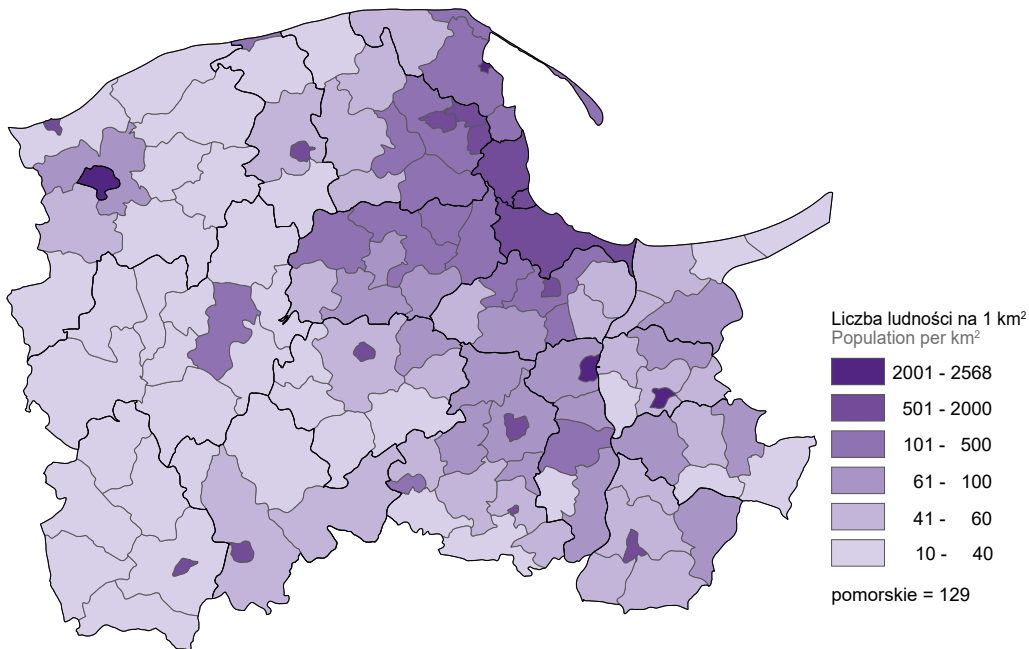 Liczba ludności na 1 km²
Population per km²
2001 - 2568
501 - 2000
101 - 500
61 - 100
41 - 60
10 - 40
pomorskie = 129